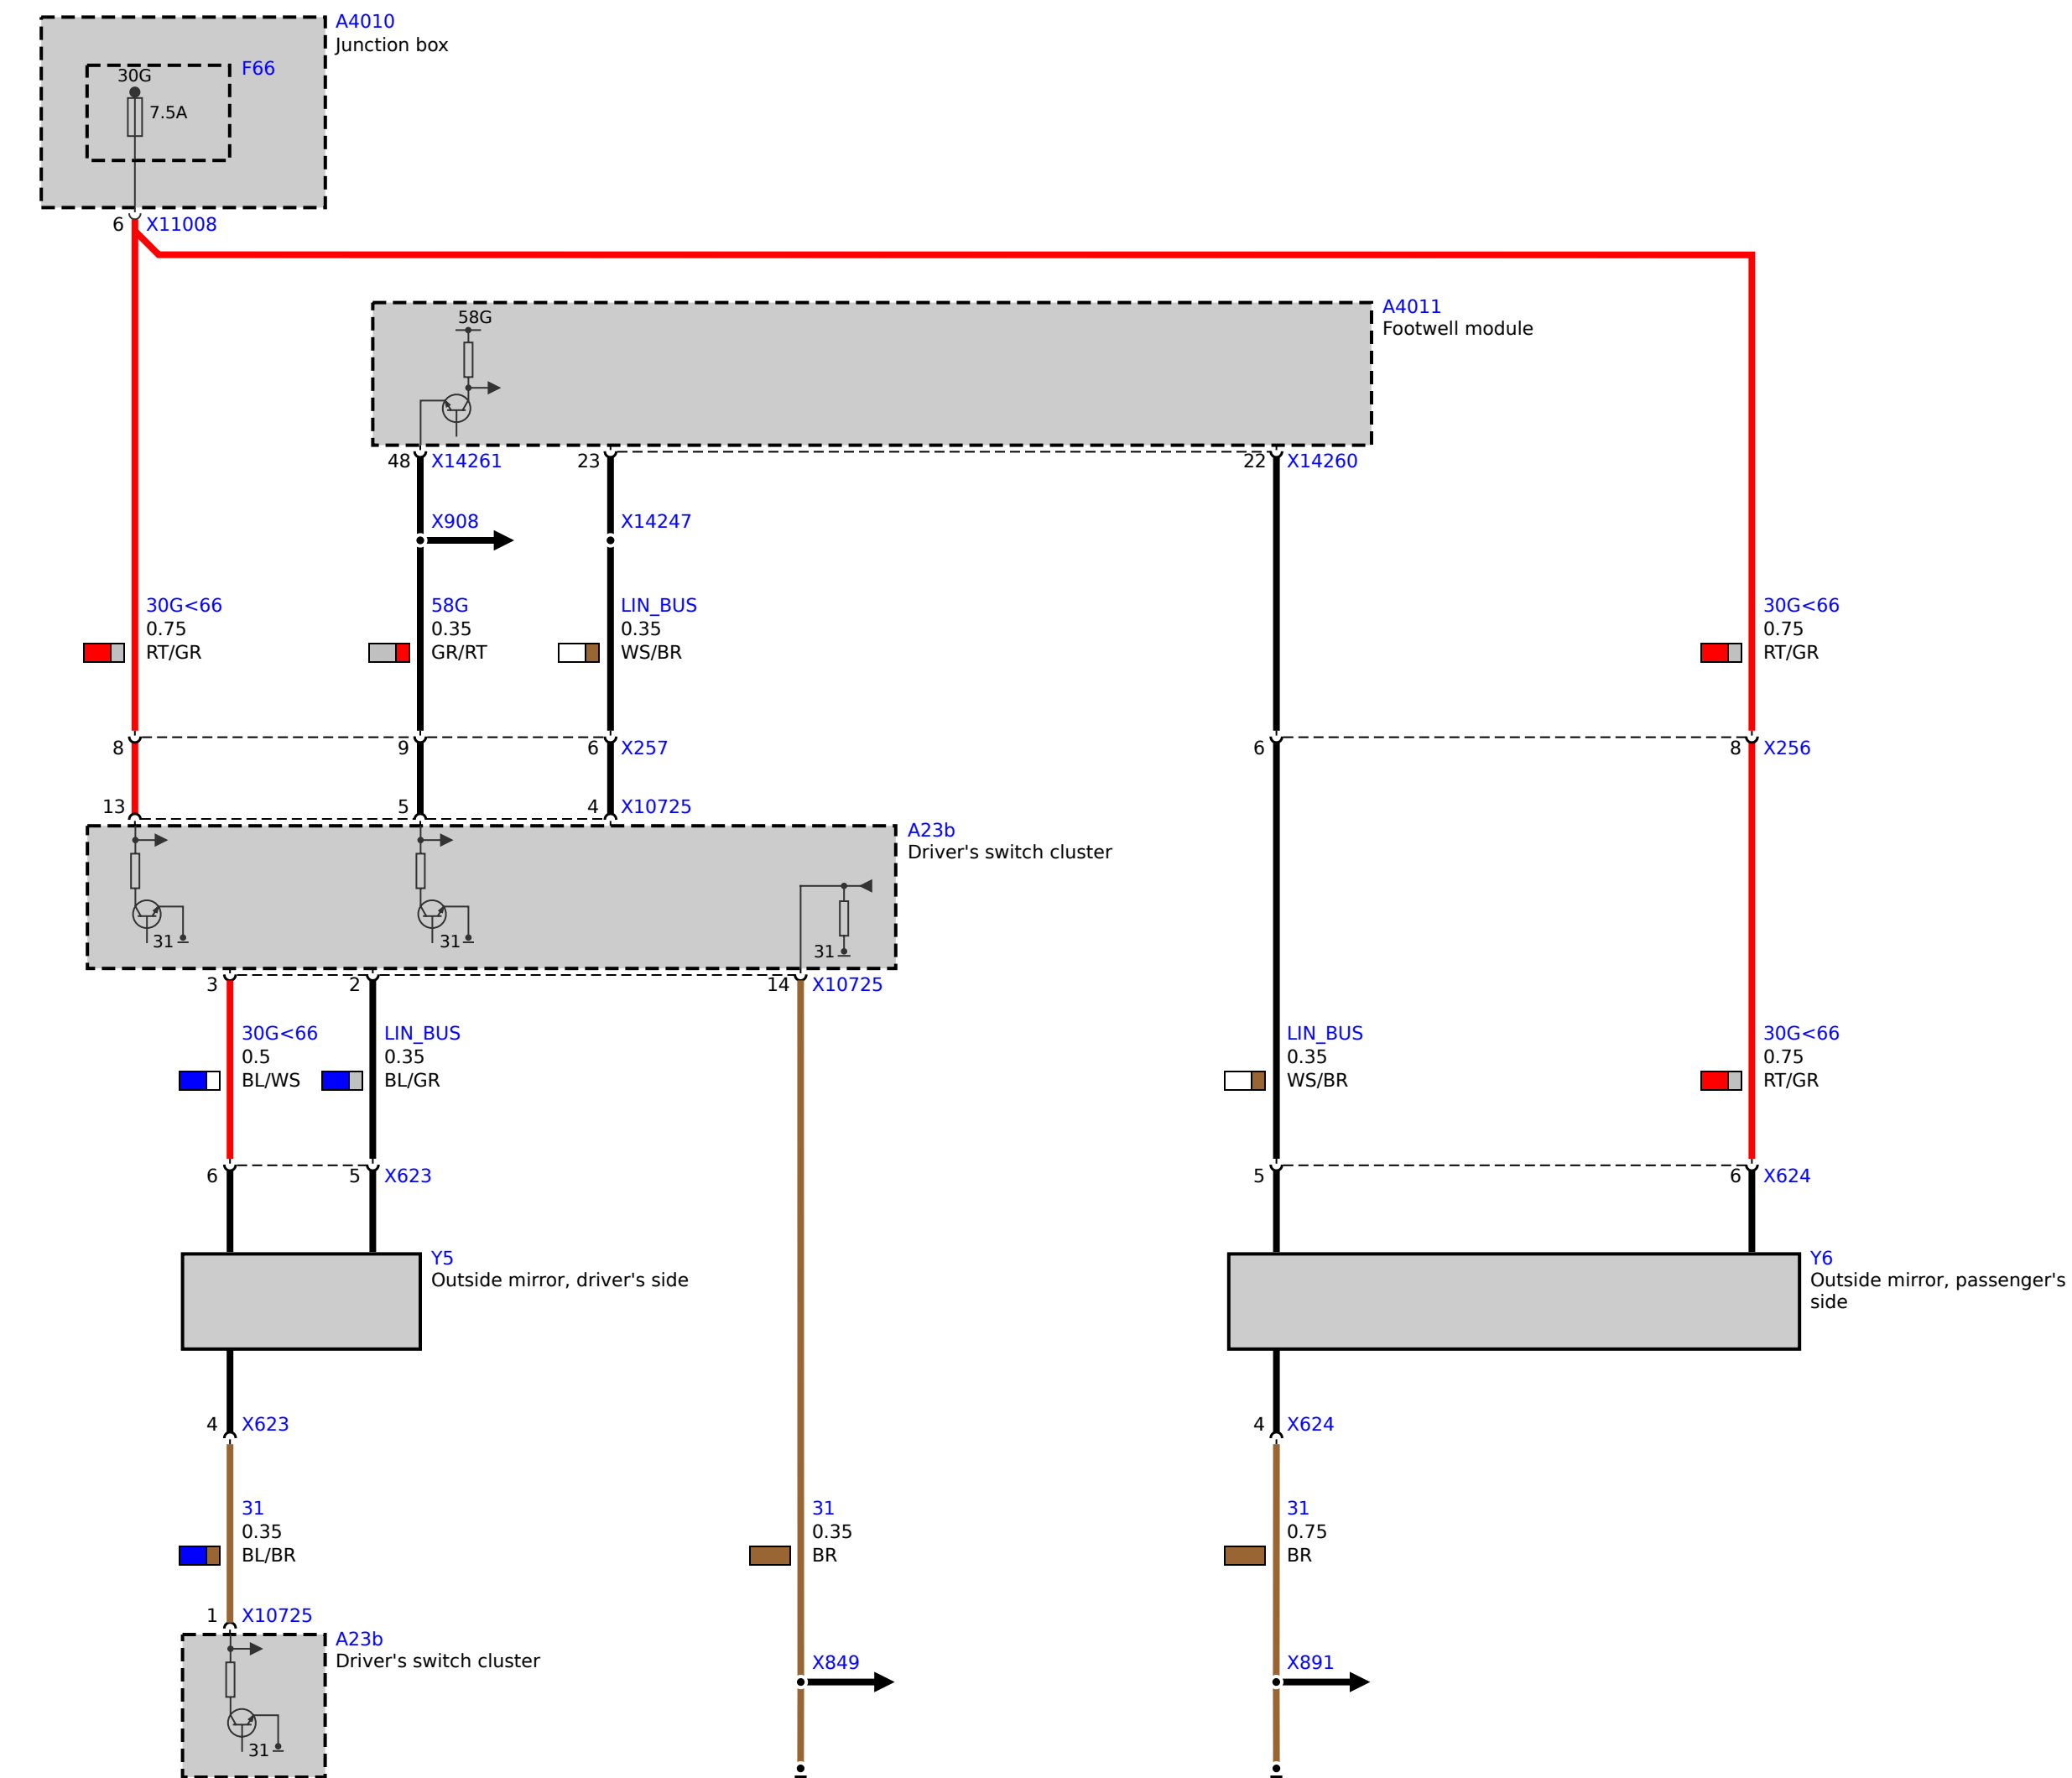 A4010
Junction box
F66
30G
7.5A
6 X11008
A4011
Footwell module
58G
48 X14261
23
22 X14260
X908
X14247
30G<66
0.75
RT/GR
58G
0.35
GR/RT
LIN_BUS
0.35
WS/BR
30G<66
0.75
RT/GR
8
9
6 X257
6
8 X256
13
5
4 X10725
A23b
Driver's switch cluster
31
31
31
3
2
14 X10725
30G<66
0.5
BL/WS
LIN_BUS
0.35
BL/GR
LIN_BUS
0.35
WS/BR
30G<66
0.75
RT/GR
6
5 X623
5
6 X624
Y5
Outside mirror, driver's side
Y6
Outside mirror, passenger's
side
4 X623
4 X624
31
0.35
BL/BR
31
0.35
BR
31
0.75
BR
1 X10725
A23b
Driver's switch cluster
X849
X891
31